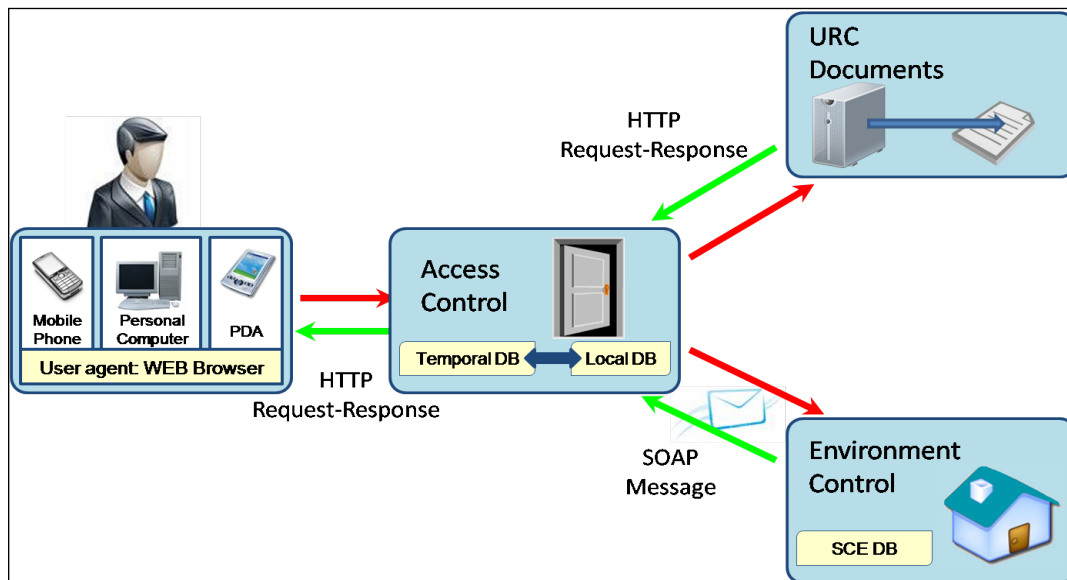 URC
Documents
HTTP
Request-Response
Access
Control
Temporal DB
Local DB
Mobile
Phone
Personal
Computer
PDA
User agent: WEB Browser
HTTP
Request-Response
SOAP
Message
Environment
Control
SCE DB